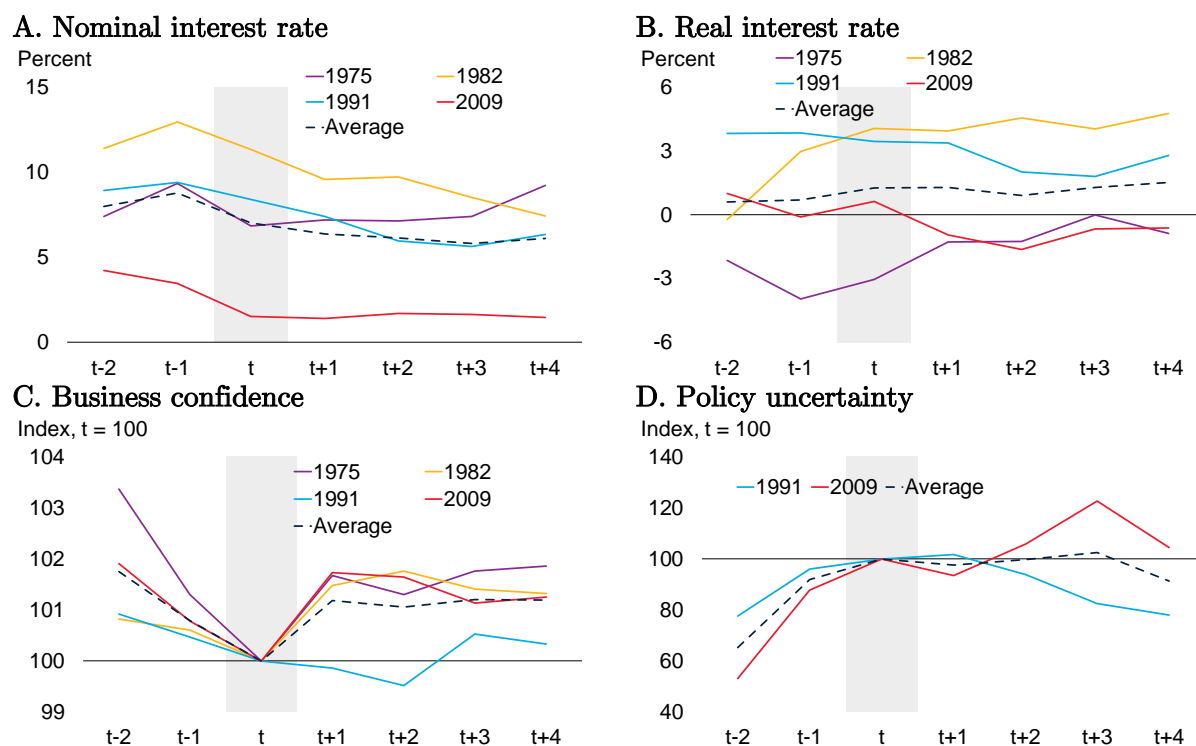 A. Nominal interest rate
Percent
1975 1982
1991 2009
Average
15
10
5
0
t-2 t-1 t t+1 t+2 t+3 t+4
B. Real interest rate
Percent
1975 1982
1991 2009
Average
6
3
0
-3
-6
t-2 t-1 t t+1 t+2 t+3 t+4
C. Business confidence
Index, t = 100
1975 1982
1991 2009
Average
104
103
102
101
100
99
t-2 t-1 t t+1 t+2 t+3 t+4
D. Policy uncertainty
Index, t = 100
1991 2009 Average
140
120
100
80
60
40
t-2 t-1 t t+1 t+2 t+3 t+4